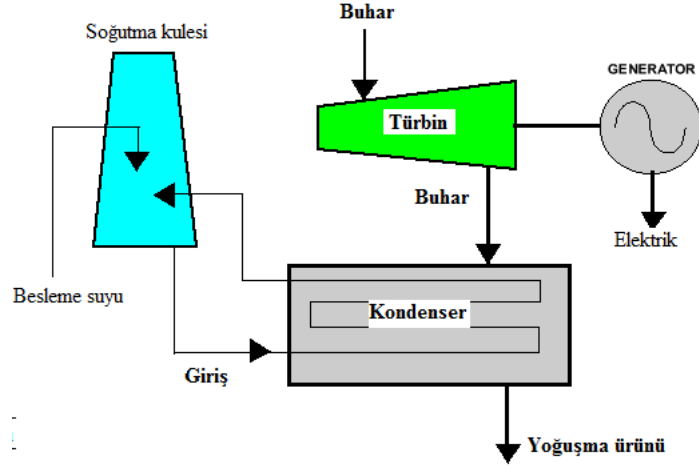 Buhar
Soğutma kulesi
GENERATOR
Türbin
Buhar
Elektrik
Besleme suyu
Kondenser
Giriş
Yoğuşma ürünü